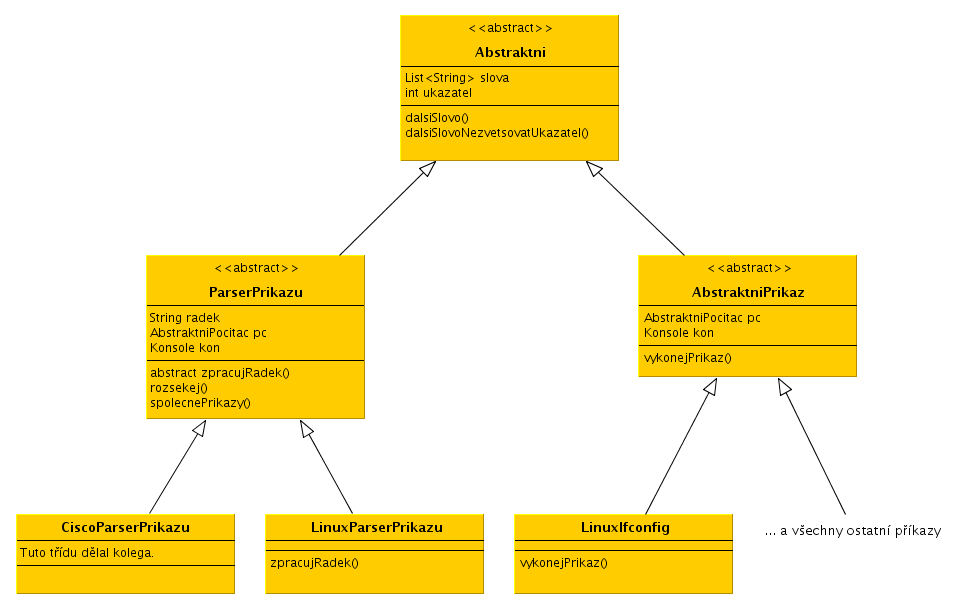 <<abstract>>
Abstraktni
List<String> slova
int ukazatel
dalsiSlovo()
dalsiSlovoNezvetsovatUkazatel()
<<abstract>>
ParserPrikazu
String radek
AbstraktniPocitac pc
Konsole kon
abstract zpracujRadek()
rozsekej()
spolecnePrikazy()
<<abstract>>
AbstraktniPrikaz
AbstraktniPocitac pc
Konsole kon
vykonejPrikaz()
CiscoParserPrikazu
Tuto třídu dělal kolega.
LinuxParserPrikazu
zpracujRadek()
LinuxIfconfig
vykonejPrikaz()
... a všechny ostatní příkazy